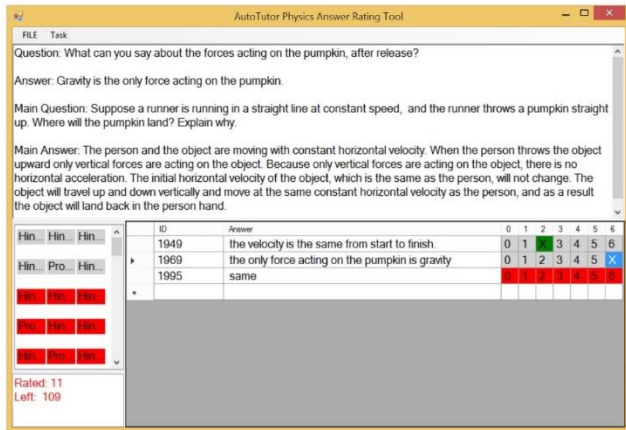 AutoTutor Physics Answer Rating Tool
FILE Task
Question: What can you say about the forces acting on the pumpkin, after release?
Answer: Gravity is the only force acting on the pumpkin.
Main Question: Suppose a runner is running in a straight line at constant speed, and the runner throws a pumpkin straight
up. Where will the pumpkin land? Explain why.
Main Answer: The person and the object are moving with constant horizontal velocity. When the person throws the object
upward only vertical forces are acting on the object. Because only vertical forces are acting on the object, there is no
horizontal acceleration. The initial horizontal velocity of the object, which is the same as the person, will not change. The
object will travel up and down vertically and move at the same constant horizontal velocity as the person, and as a result
the object will land back in the person hand.
Hin... Hin... Hin...
Hin... Pro... Hin...
Hin... Hin... Hin...
Pro... Hin... Hin...
Hin... Pro... Hin...
ID Answer 0 1 2 3 4 5 6
1949 the velocity is the same from start to finish. 0 1 X 3 4 5 6
1969 the only force acting on the pumpkin is gravity 0 1 2 3 4 5 X
1995 same 0 1 2 3 4 5 6
Rated: 11
Left: 109